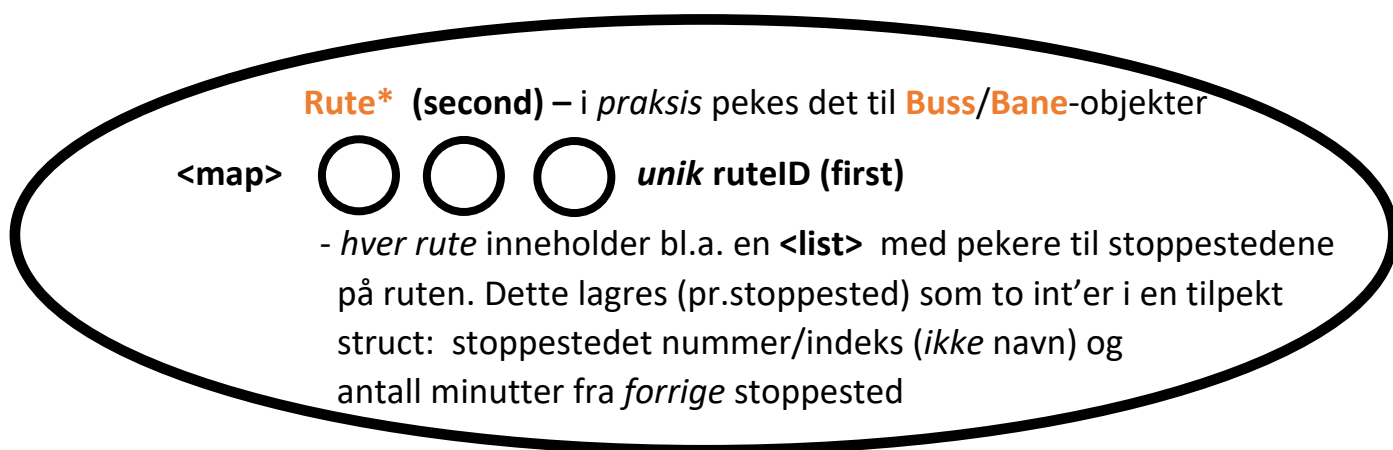 Rute* (second) – i praksis pekes det til Buss/Bane-objekter
<map> unik ruteID (first)
- hver rute inneholder bl.a. en <list> med pekere til stoppestedene
på ruten. Dette lagres (pr.stoppested) som to int’er i en tilpekt
struct: stoppestedet nummer/indeks (ikke navn) og
antall minutter fra forrige stoppested